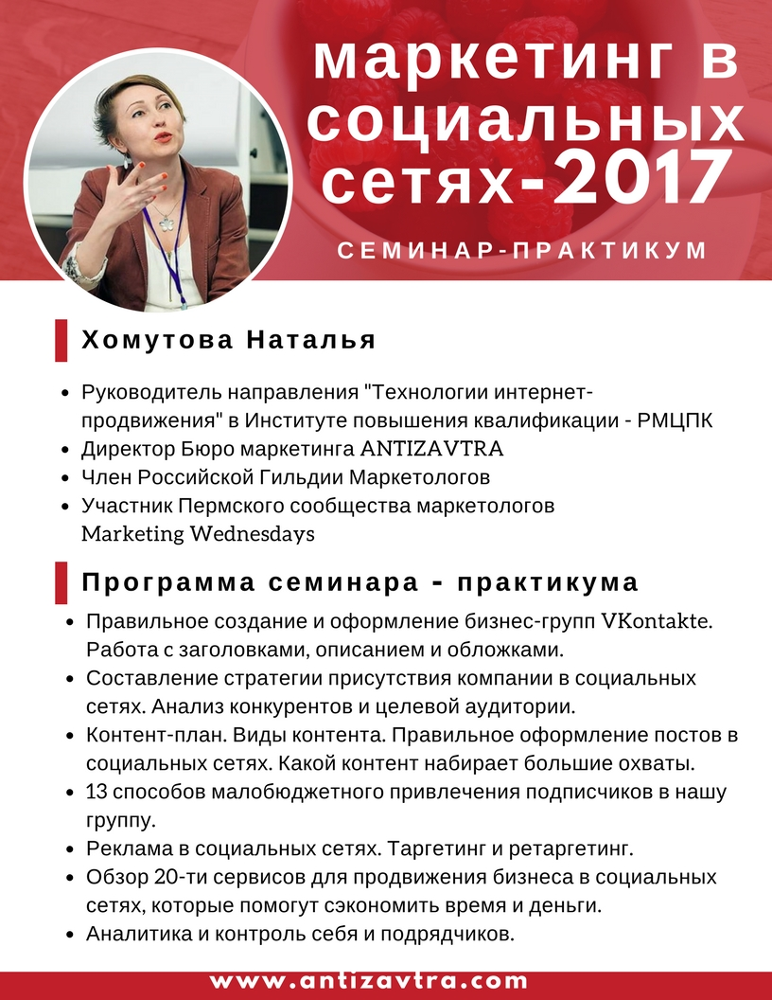 маркетинг в
социальных
сетях-2017
СЕМИНАР-ПРАКТИКУМ
Хомутова Наталья
• Руководитель направления "Технологии интернет-
продвижения" в Институте повышения квалификации - РМЦПК
• Директор Бюро маркетинга ANTIZAVTRA
• Член Российской Гильдии Маркетологов
• Участник Пермского сообщества маркетологов
Marketing Wednesdays
Программа семинара - практикума
• Правильное создание и оформление бизнес-групп VKontakte.
Работа с заголовками, описанием и обложками.
• Составление стратегии присутствия компании в социальных
сетях. Анализ конкурентов и целевой аудитории.
• Контент-план. Виды контента. Правильное оформление постов в
социальных сетях. Какой контент набирает большие охваты.
• 13 способов малобюджетного привлечения подписчиков в нашу
группу.
• Реклама в социальных сетях. Таргетинг и ретаргетинг.
• Обзор 20-ти сервисов для продвижения бизнеса в социальных
сетях, которые помогут сэкономить время и деньги.
• Аналитика и контроль себя и подрядчиков.
www.antizavtra.com